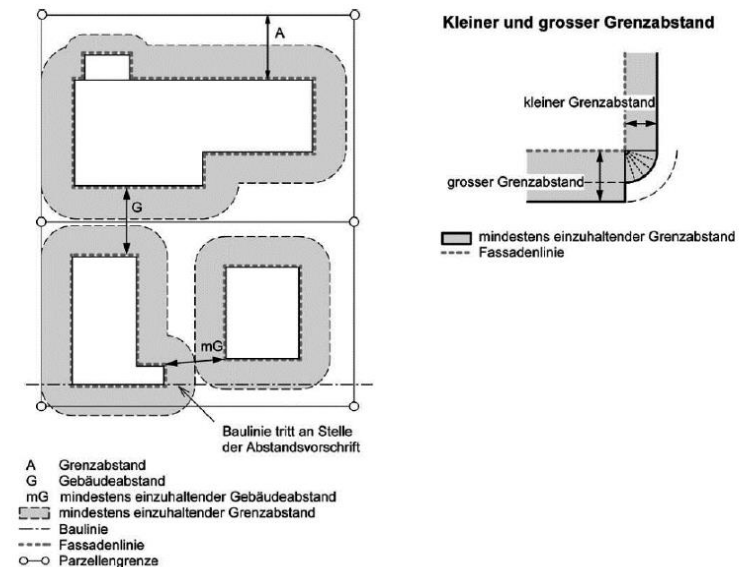 A
G
mG
Baulinie tritt an Stelle
der Abstandsvorschrift
A Grenzabstand
G Gebäudeabstand
mG mindestens einzuhaltender Gebäudeabstand
mindestens einzuhaltender Grenzabstand
Baulinie
Fassadenlinie
Parzellengrenze
Kleiner und grosser Grenzabstand
kleiner Grenzabstand
grosser Grenzabstand
mindestens einzuhaltender Grenzabstand
Fassadenlinie